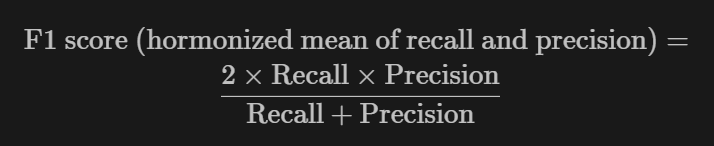 F1 score (hormonized mean of recall and precision) =
2 × Recall × Precision
Recall + Precision